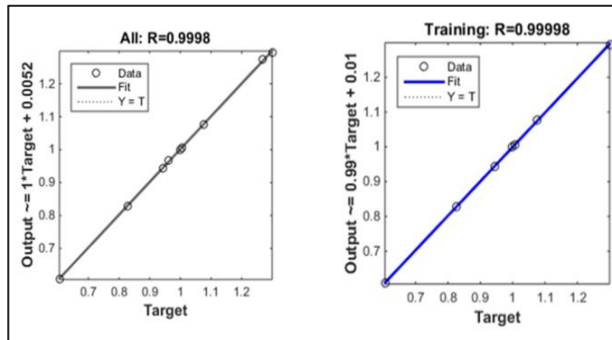 All: R=0.9998
Data
Fit
Y = T
Output ~= 1*Target + 0.0052
1.2
1.1
1
0.9
0.8
0.7
0.7 0.8 0.9 1 1.1 1.2
Target
Training: R=0.99998
Data
Fit
Y = T
Output ~= 0.99*Target + 0.01
1.2
1.1
1
0.9
0.8
0.7
0.7 0.8 0.9 1 1.1 1.2
Target